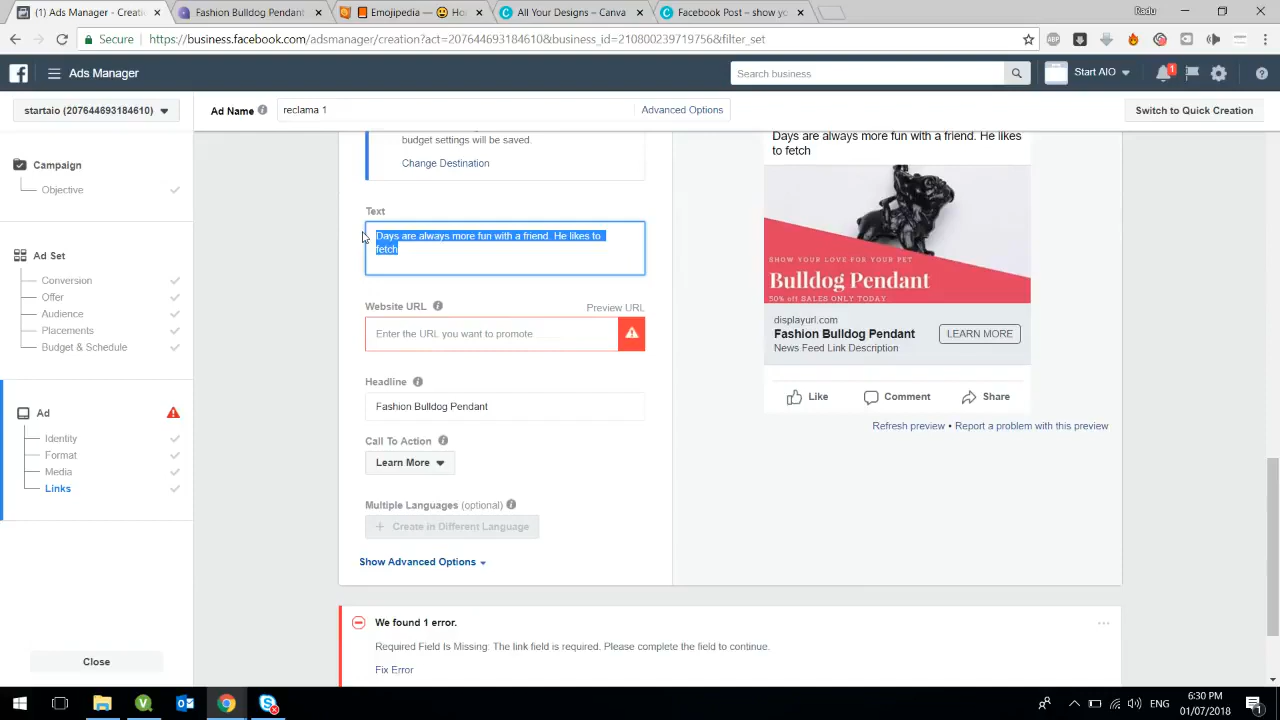 Ads Manager - Creation
Fashion Bulldog Pendant
Emojipedia — 😃 Ho
All Your Designs – Canva
Facebook Post – show yo
Radu
Secure
https://business.facebook.com/adsmanager/creation?act=207644693184610&business_id=210800239719756&filter_set
ABP
Ads Manager
Search business
Start AIO
1
startaio (207644693184610)
Ad Name
reclama 1
Advanced Options
Switch to Quick Creation
Campaign
Objective
Ad Set
Conversion
Offer
Audience
Placements
Budget & Schedule
Ad
Identity
Format
Media
Links
Close
budget settings will be saved.
Change Destination
Text
Days are always more fun with a friend. He likes to
fetch
Website URL
Preview URL
Enter the URL you want to promote
Headline
Fashion Bulldog Pendant
Call To Action
Learn More
Multiple Languages (optional)
+ Create in Different Language
Show Advanced Options
Days are always more fun with a friend. He likes
to fetch
SHOW YOUR LOVE FOR YOUR PET
Bulldog Pendant
50% off SALES ONLY TODAY
displayurl.com
Fashion Bulldog Pendant
News Feed Link Description
LEARN MORE
Like
Comment
Share
Refresh preview • Report a problem with this preview
We found 1 error.
Required Field Is Missing: The link field is required. Please complete the field to continue.
Fix Error
ENG
6:30 PM
01/07/2018
1